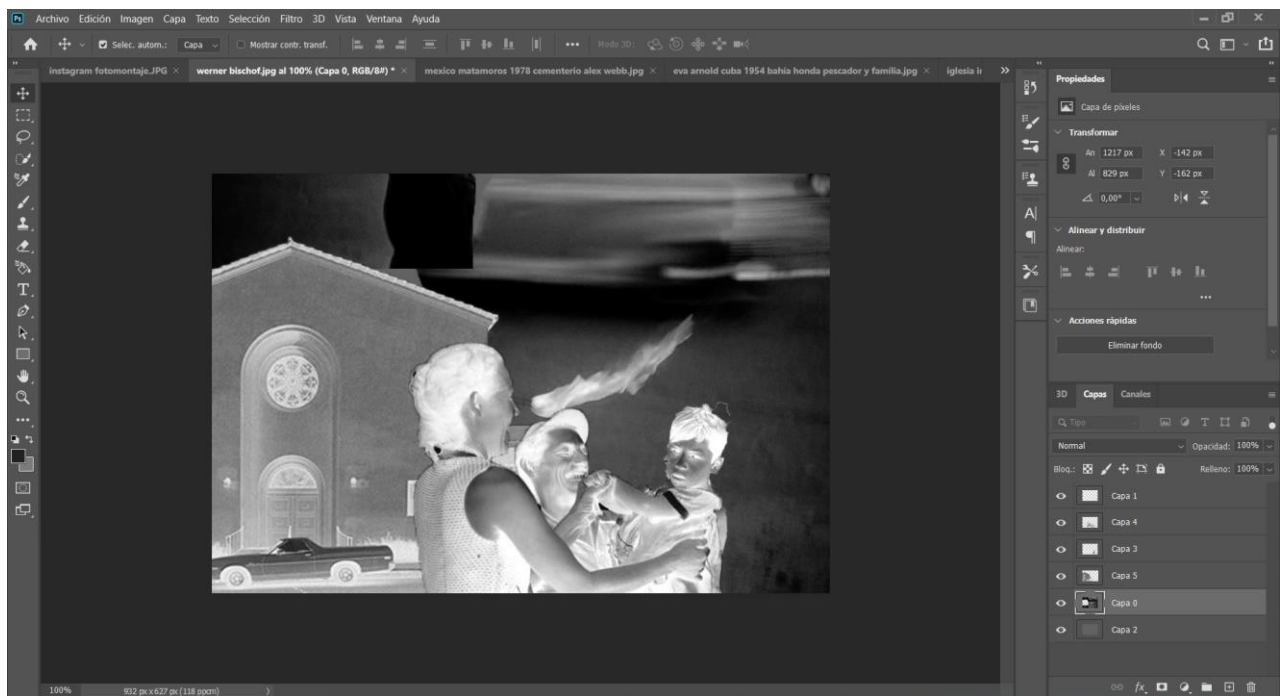 Ps Archivo Edición Imagen Capa Texto Selección Filtro 3D Vista Ventana Ayuda
Selec. autom.: Capa Mostrar contr. transf. Modo 3D:
instagram fotomontaje.JPG × werner bischof.jpg al 100% (Capa 0, RGB/8#) * × mexico matamoros 1978 cementerio alex webb.jpg × eva arnold cuba 1954 bahia honda pescador y familia.jpg × iglesia ir
Propiedades
Capa de píxeles
Transformar
An 1217 px X -142 px
Al 829 px Y -162 px
0,00°
Alinear y distribuir
Alinear:
Acciones rápidas
Eliminar fondo
3D Capas Canales
Tipo
Normal Opacidad: 100%
Bloq.: Relleno: 100%
Capa 1
Capa 4
Capa 3
Capa 5
Capa 0
Capa 2
fx
100% 932 px x 627 px (118 ppcm)